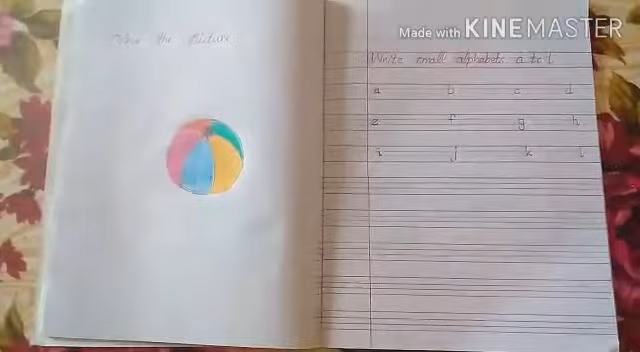 Made with KINEMASTER
Colour the Picture
Write small alphabets a to l
a b c d
e f g h
i j k l